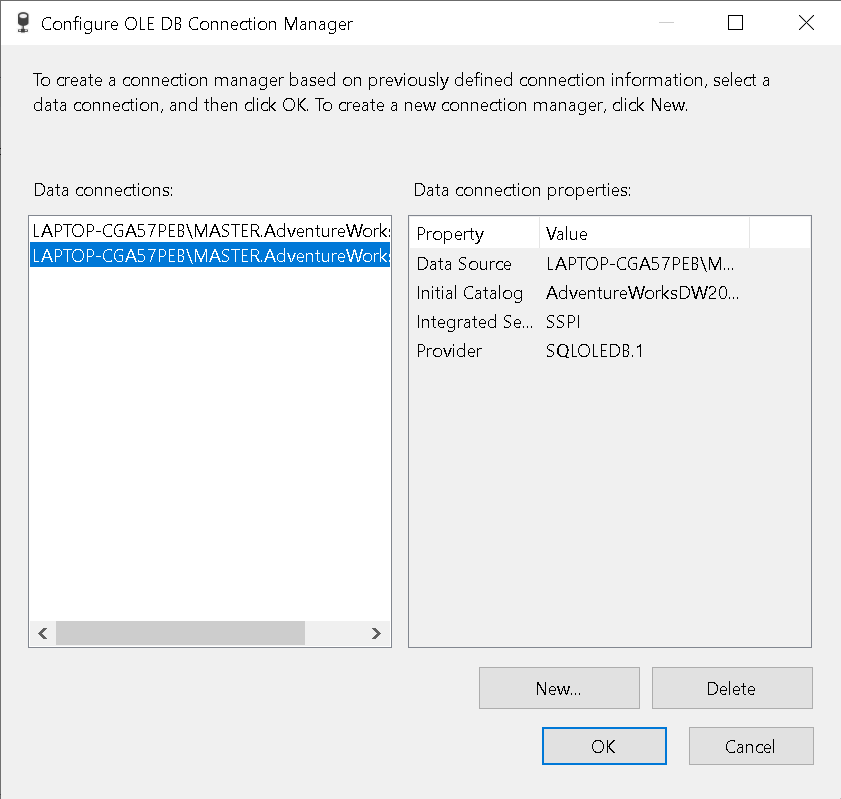 Configure OLE DB Connection Manager
To create a connection manager based on previously defined connection information, select a
data connection, and then click OK. To create a new connection manager, click New.
Data connections:
LAPTOP-CGA57PEB\MASTER.AdventureWorks
LAPTOP-CGA57PEB\MASTER.AdventureWorks
Data connection properties:
Property Value
Data Source LAPTOP-CGA57PEB\M...
Initial Catalog AdventureWorksDW20...
Integrated Se... SSPI
Provider SQLOLEDB.1
New... Delete
OK Cancel